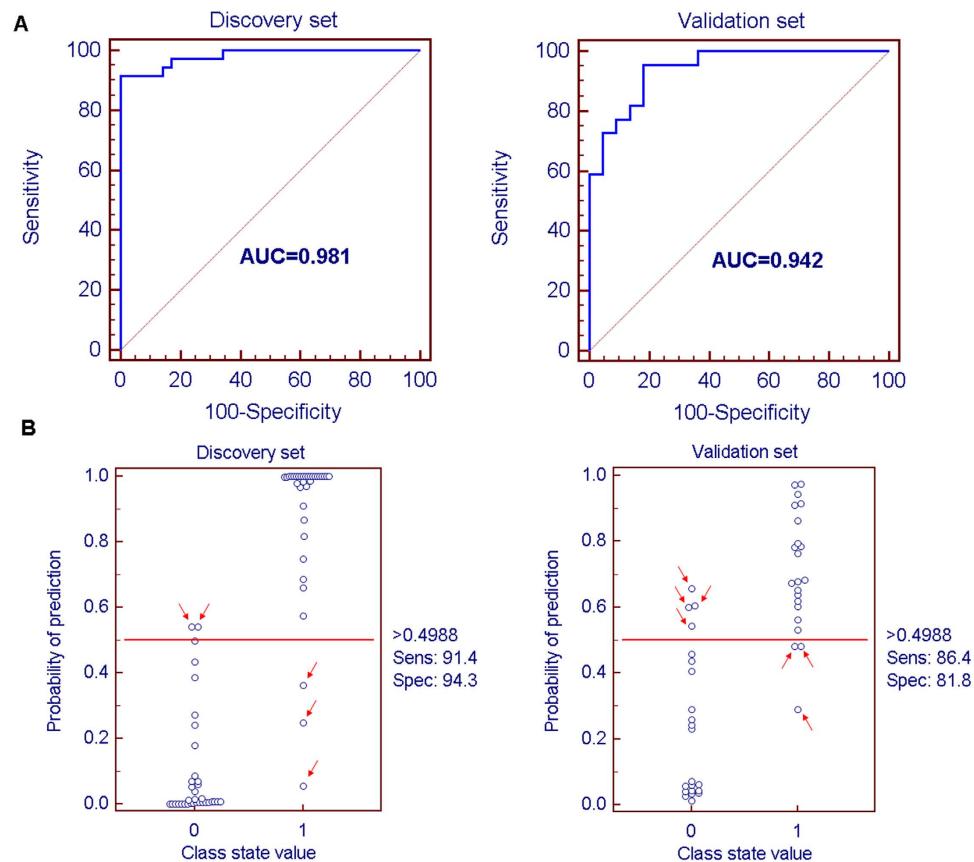 A
Discovery set
Validation set
100
80
60
40
20
0
Sensitivity
AUC=0.981
0 20 40 60 80 100
100-Specificity
100
80
60
40
20
0
Sensitivity
AUC=0.942
0 20 40 60 80 100
100-Specificity
B
Discovery set
1.0
0.8
0.6
0.4
0.2
0.0
Probability of prediction
>0.4988
Sens: 91.4
Spec: 94.3
0 1
Class state value
Validation set
1.0
0.8
0.6
0.4
0.2
0.0
Probability of prediction
>0.4988
Sens: 86.4
Spec: 81.8
0 1
Class state value